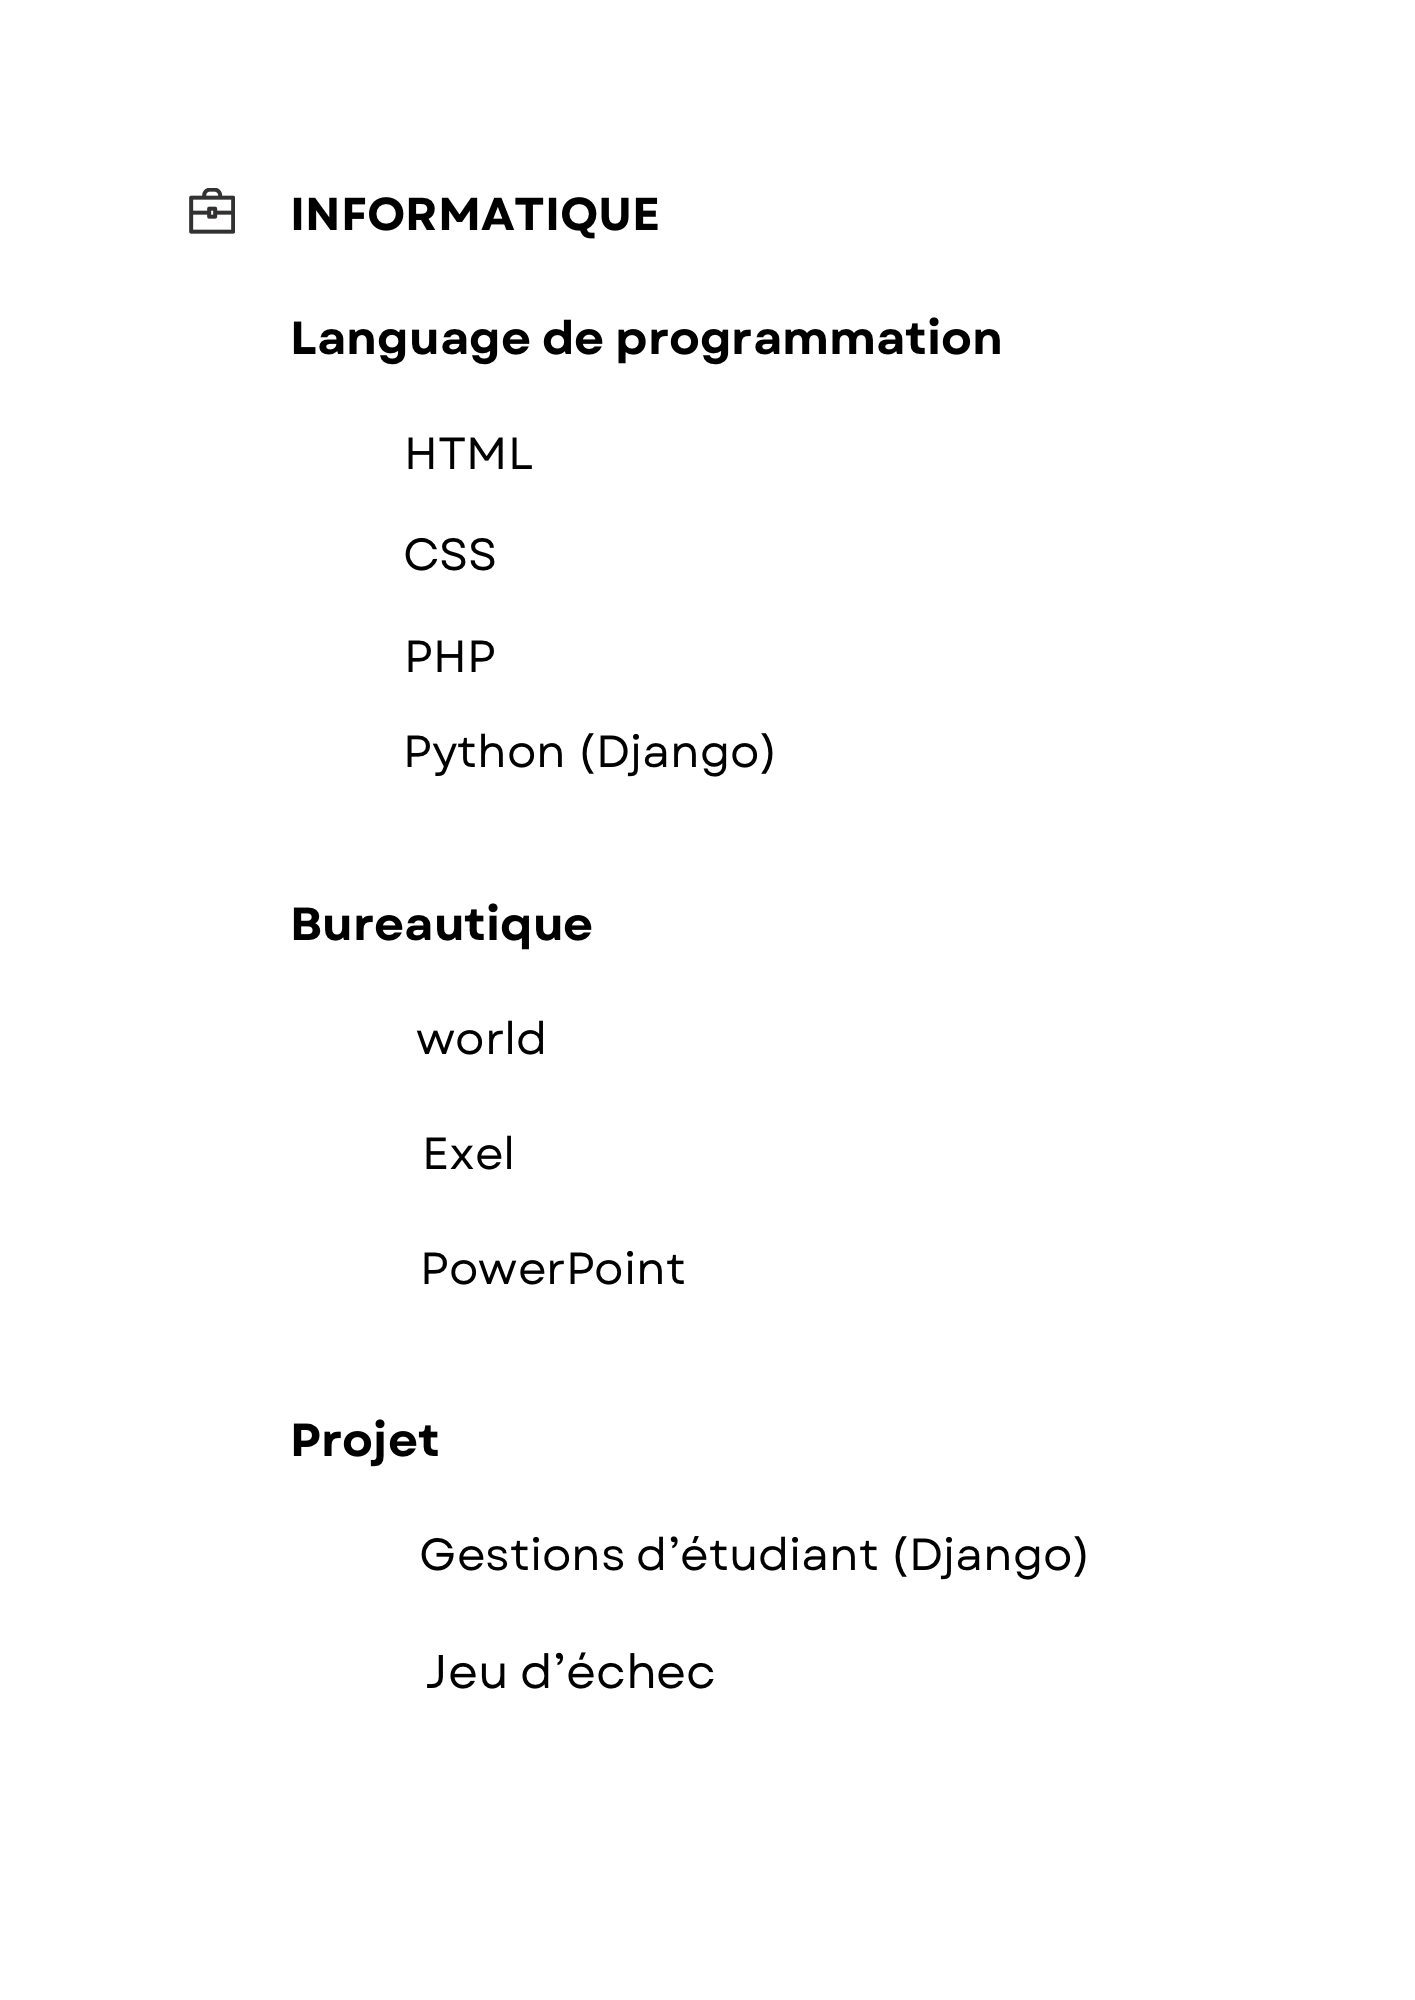 INFORMATIQUE
Language de programmation
HTML
CSS
PHP
Python (Django)
Bureautique
world
Exel
PowerPoint
Projet
Gestions d’étudiant (Django)
Jeu d’échec